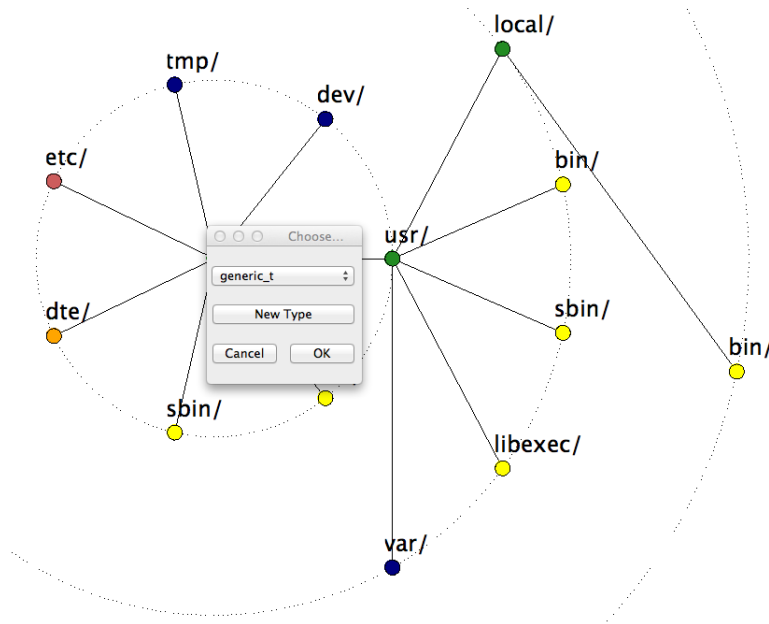 local/
tmp/
dev/
etc/
bin/
usr/
Choose...
generic_t
New Type
Cancel
OK
dte/
sbin/
bin/
sbin/
libexec/
var/